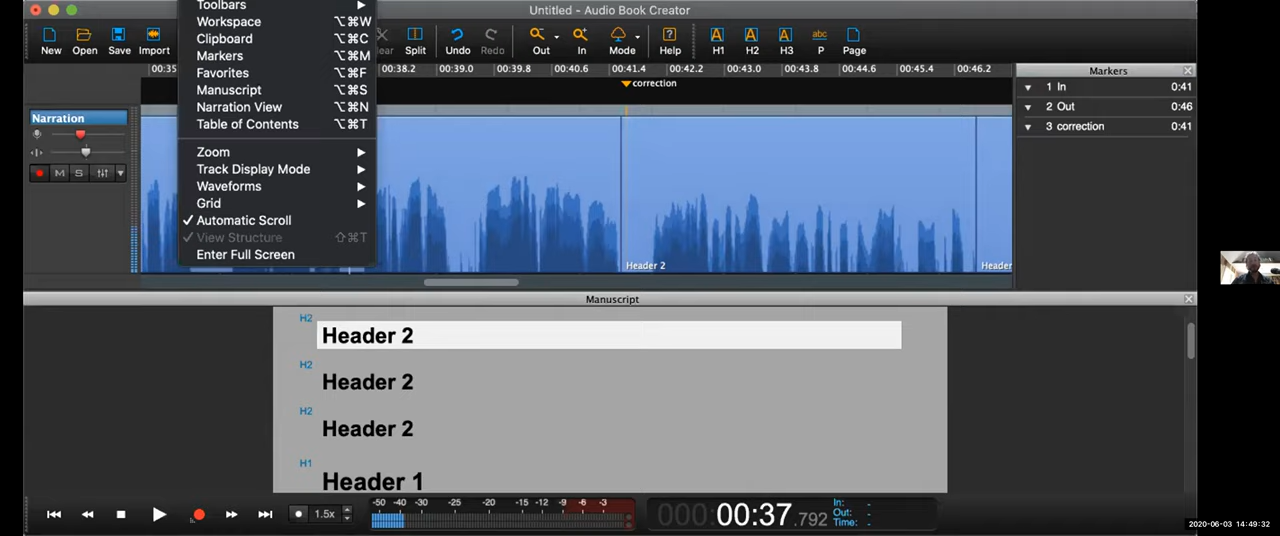 Untitled - Audio Book Creator
Toolbars
Workspace ⌥⌘W
Clipboard ⌥⌘C
Markers ⌥⌘M
Favorites ⌥⌘F
Manuscript ⌥⌘S
Narration View ⌥⌘N
Table of Contents ⌥⌘T
Zoom
Track Display Mode
Waveforms
Grid
✓ Automatic Scroll
✓ View Structure ⇧⌘T
Enter Full Screen
New Open Save Import Split Undo Redo Out In Mode Help H1 H2 H3 P Page
abc
00:35 00:38.2 00:39.0 00:39.8 00:40.6 00:41.4 00:42.2 00:43.0 00:43.8 00:44.6 00:45.4 00:46.2
correction
Markers
1 In 0:41
2 Out 0:46
3 correction 0:41
Narration
M S
Header 2
Header
Manuscript
H2
Header 2
H2
Header 2
H2
Header 2
H1
Header 1
1.5x
-50 -40 -30 -25 -20 -15 -12 -9 -6 -3
000:00:37.792
In: -
Out: -
Time: -
2020-06-03 14:49:32